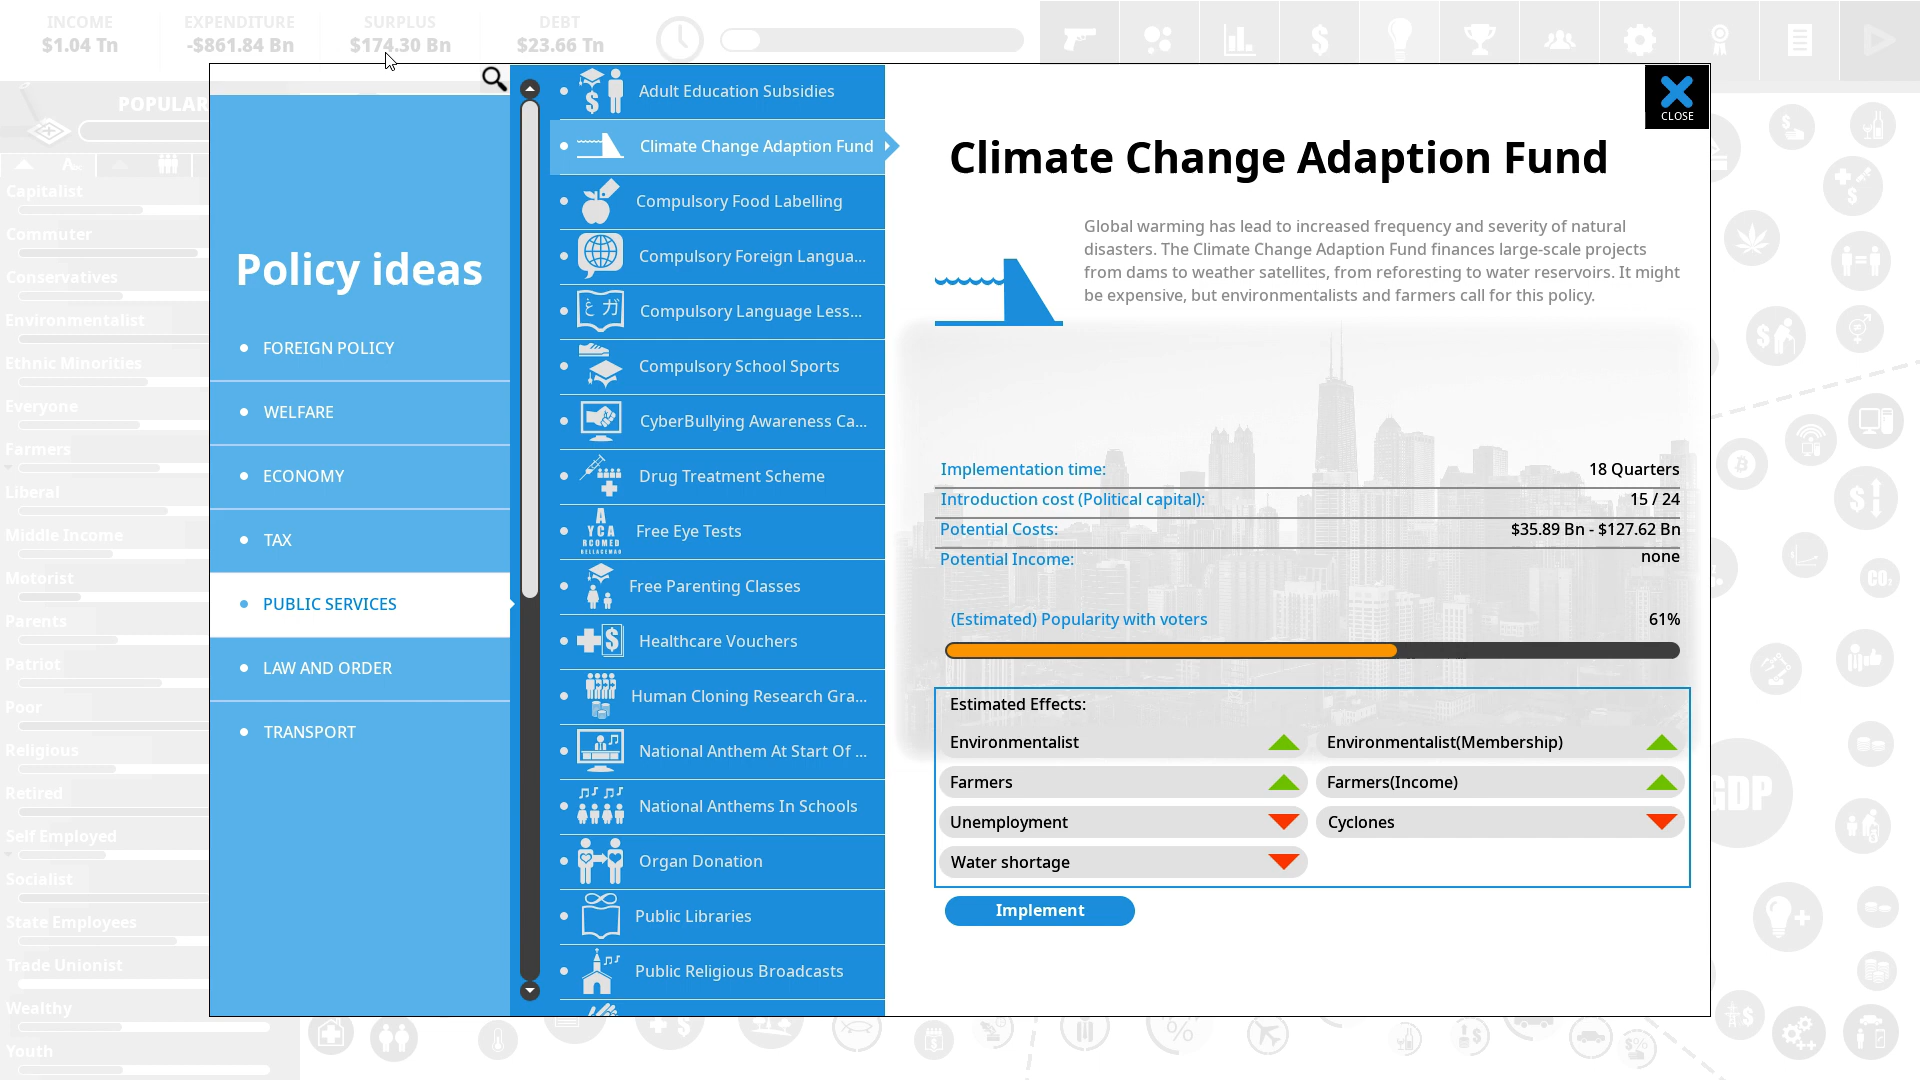 INCOME
$1.04 Tn
EXPENDITURE
-$861.84 Bn
SURPLUS
$174.30 Bn
DEBT
$23.66 Tn
POPULAR
Capitalist
Commuter
Conservatives
Environmentalist
Ethnic Minorities
Everyone
Farmers
Liberal
Middle Income
Motorist
Parents
Patriot
Poor
Religious
Retired
Self Employed
Socialist
State Employees
Trade Unionist
Wealthy
Youth
Policy ideas
FOREIGN POLICY
WELFARE
ECONOMY
TAX
PUBLIC SERVICES
LAW AND ORDER
TRANSPORT
Adult Education Subsidies
Climate Change Adaption Fund
Compulsory Food Labelling
Compulsory Foreign Langua...
Compulsory Language Less...
Compulsory School Sports
CyberBullying Awareness Ca...
Drug Treatment Scheme
Free Eye Tests
Free Parenting Classes
Healthcare Vouchers
Human Cloning Research Gra...
National Anthem At Start Of ...
National Anthems In Schools
Organ Donation
Public Libraries
Public Religious Broadcasts
CLOSE
Climate Change Adaption Fund
Global warming has lead to increased frequency and severity of natural
disasters. The Climate Change Adaption Fund finances large-scale projects
from dams to weather satellites, from reforesting to water reservoirs. It might
be expensive, but environmentalists and farmers call for this policy.
Implementation time: 18 Quarters
Introduction cost (Political capital): 15 / 24
Potential Costs: $35.89 Bn - $127.62 Bn
Potential Income: none
(Estimated) Popularity with voters 61%
Estimated Effects:
Environmentalist Environmentalist(Membership)
Farmers Farmers(Income)
Unemployment Cyclones
Water shortage
Implement
GDP
CO₂